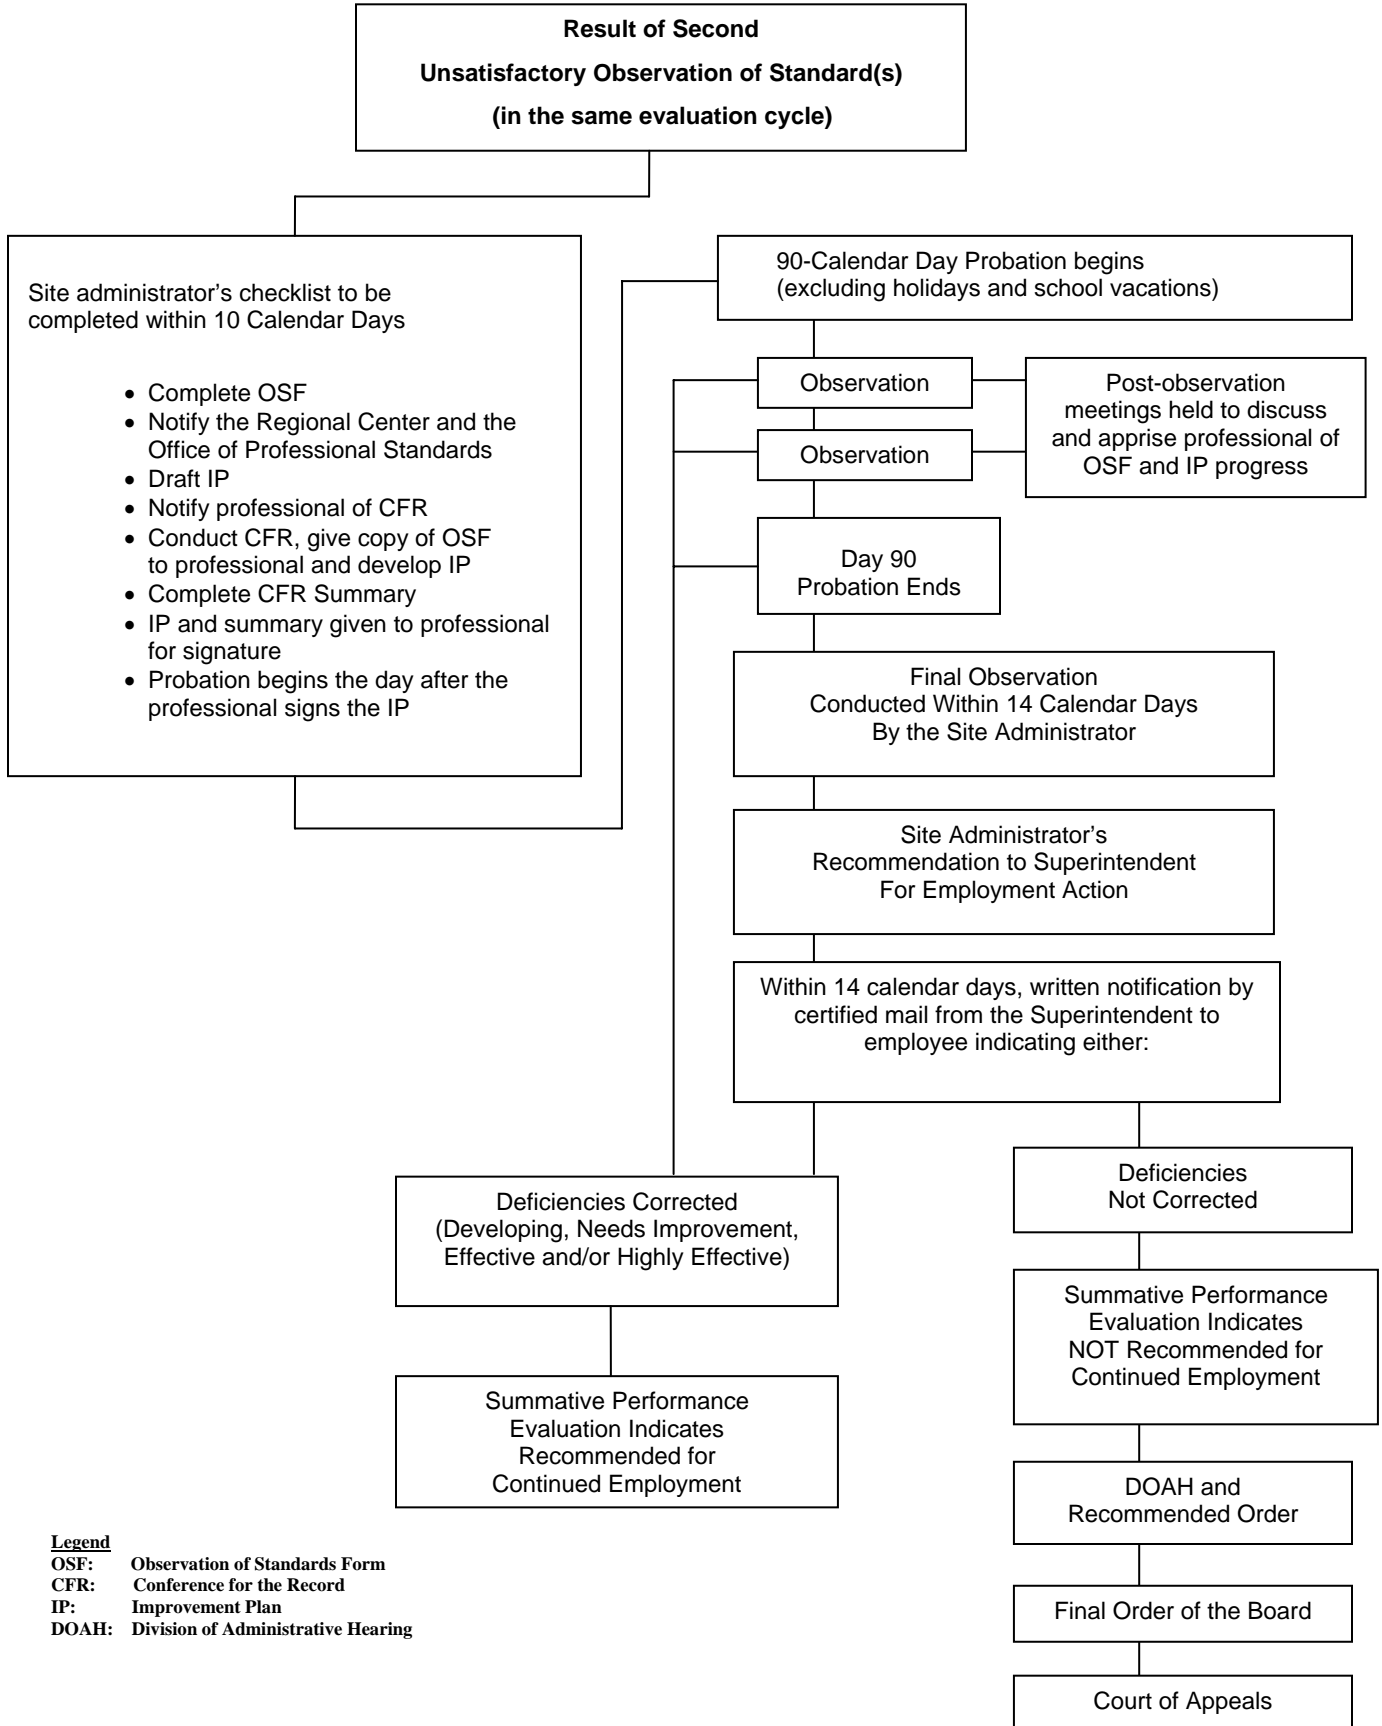 Result of Second
Unsatisfactory Observation of Standard(s)
(in the same evaluation cycle)
Site administrator's checklist to be
completed within 10 Calendar Days
• Complete OSF
• Notify the Regional Center and the
Office of Professional Standards
• Draft IP
• Notify professional of CFR
• Conduct CFR, give copy of OSF
to professional and develop IP
• Complete CFR Summary
• IP and summary given to professional
for signature
• Probation begins the day after the
professional signs the IP
90-Calendar Day Probation begins
(excluding holidays and school vacations)
Observation
Observation
Post-observation
meetings held to discuss
and apprise professional of
OSF and IP progress
Day 90
Probation Ends
Final Observation
Conducted Within 14 Calendar Days
By the Site Administrator
Site Administrator's
Recommendation to Superintendent
For Employment Action
Within 14 calendar days, written notification by
certified mail from the Superintendent to
employee indicating either:
Deficiencies Corrected
(Developing, Needs Improvement,
Effective and/or Highly Effective)
Summative Performance
Evaluation Indicates
Recommended for
Continued Employment
Deficiencies
Not Corrected
Summative Performance
Evaluation Indicates
NOT Recommended for
Continued Employment
DOAH and
Recommended Order
Final Order of the Board
Court of Appeals
Legend
OSF: Observation of Standards Form
CFR: Conference for the Record
IP: Improvement Plan
DOAH: Division of Administrative Hearing